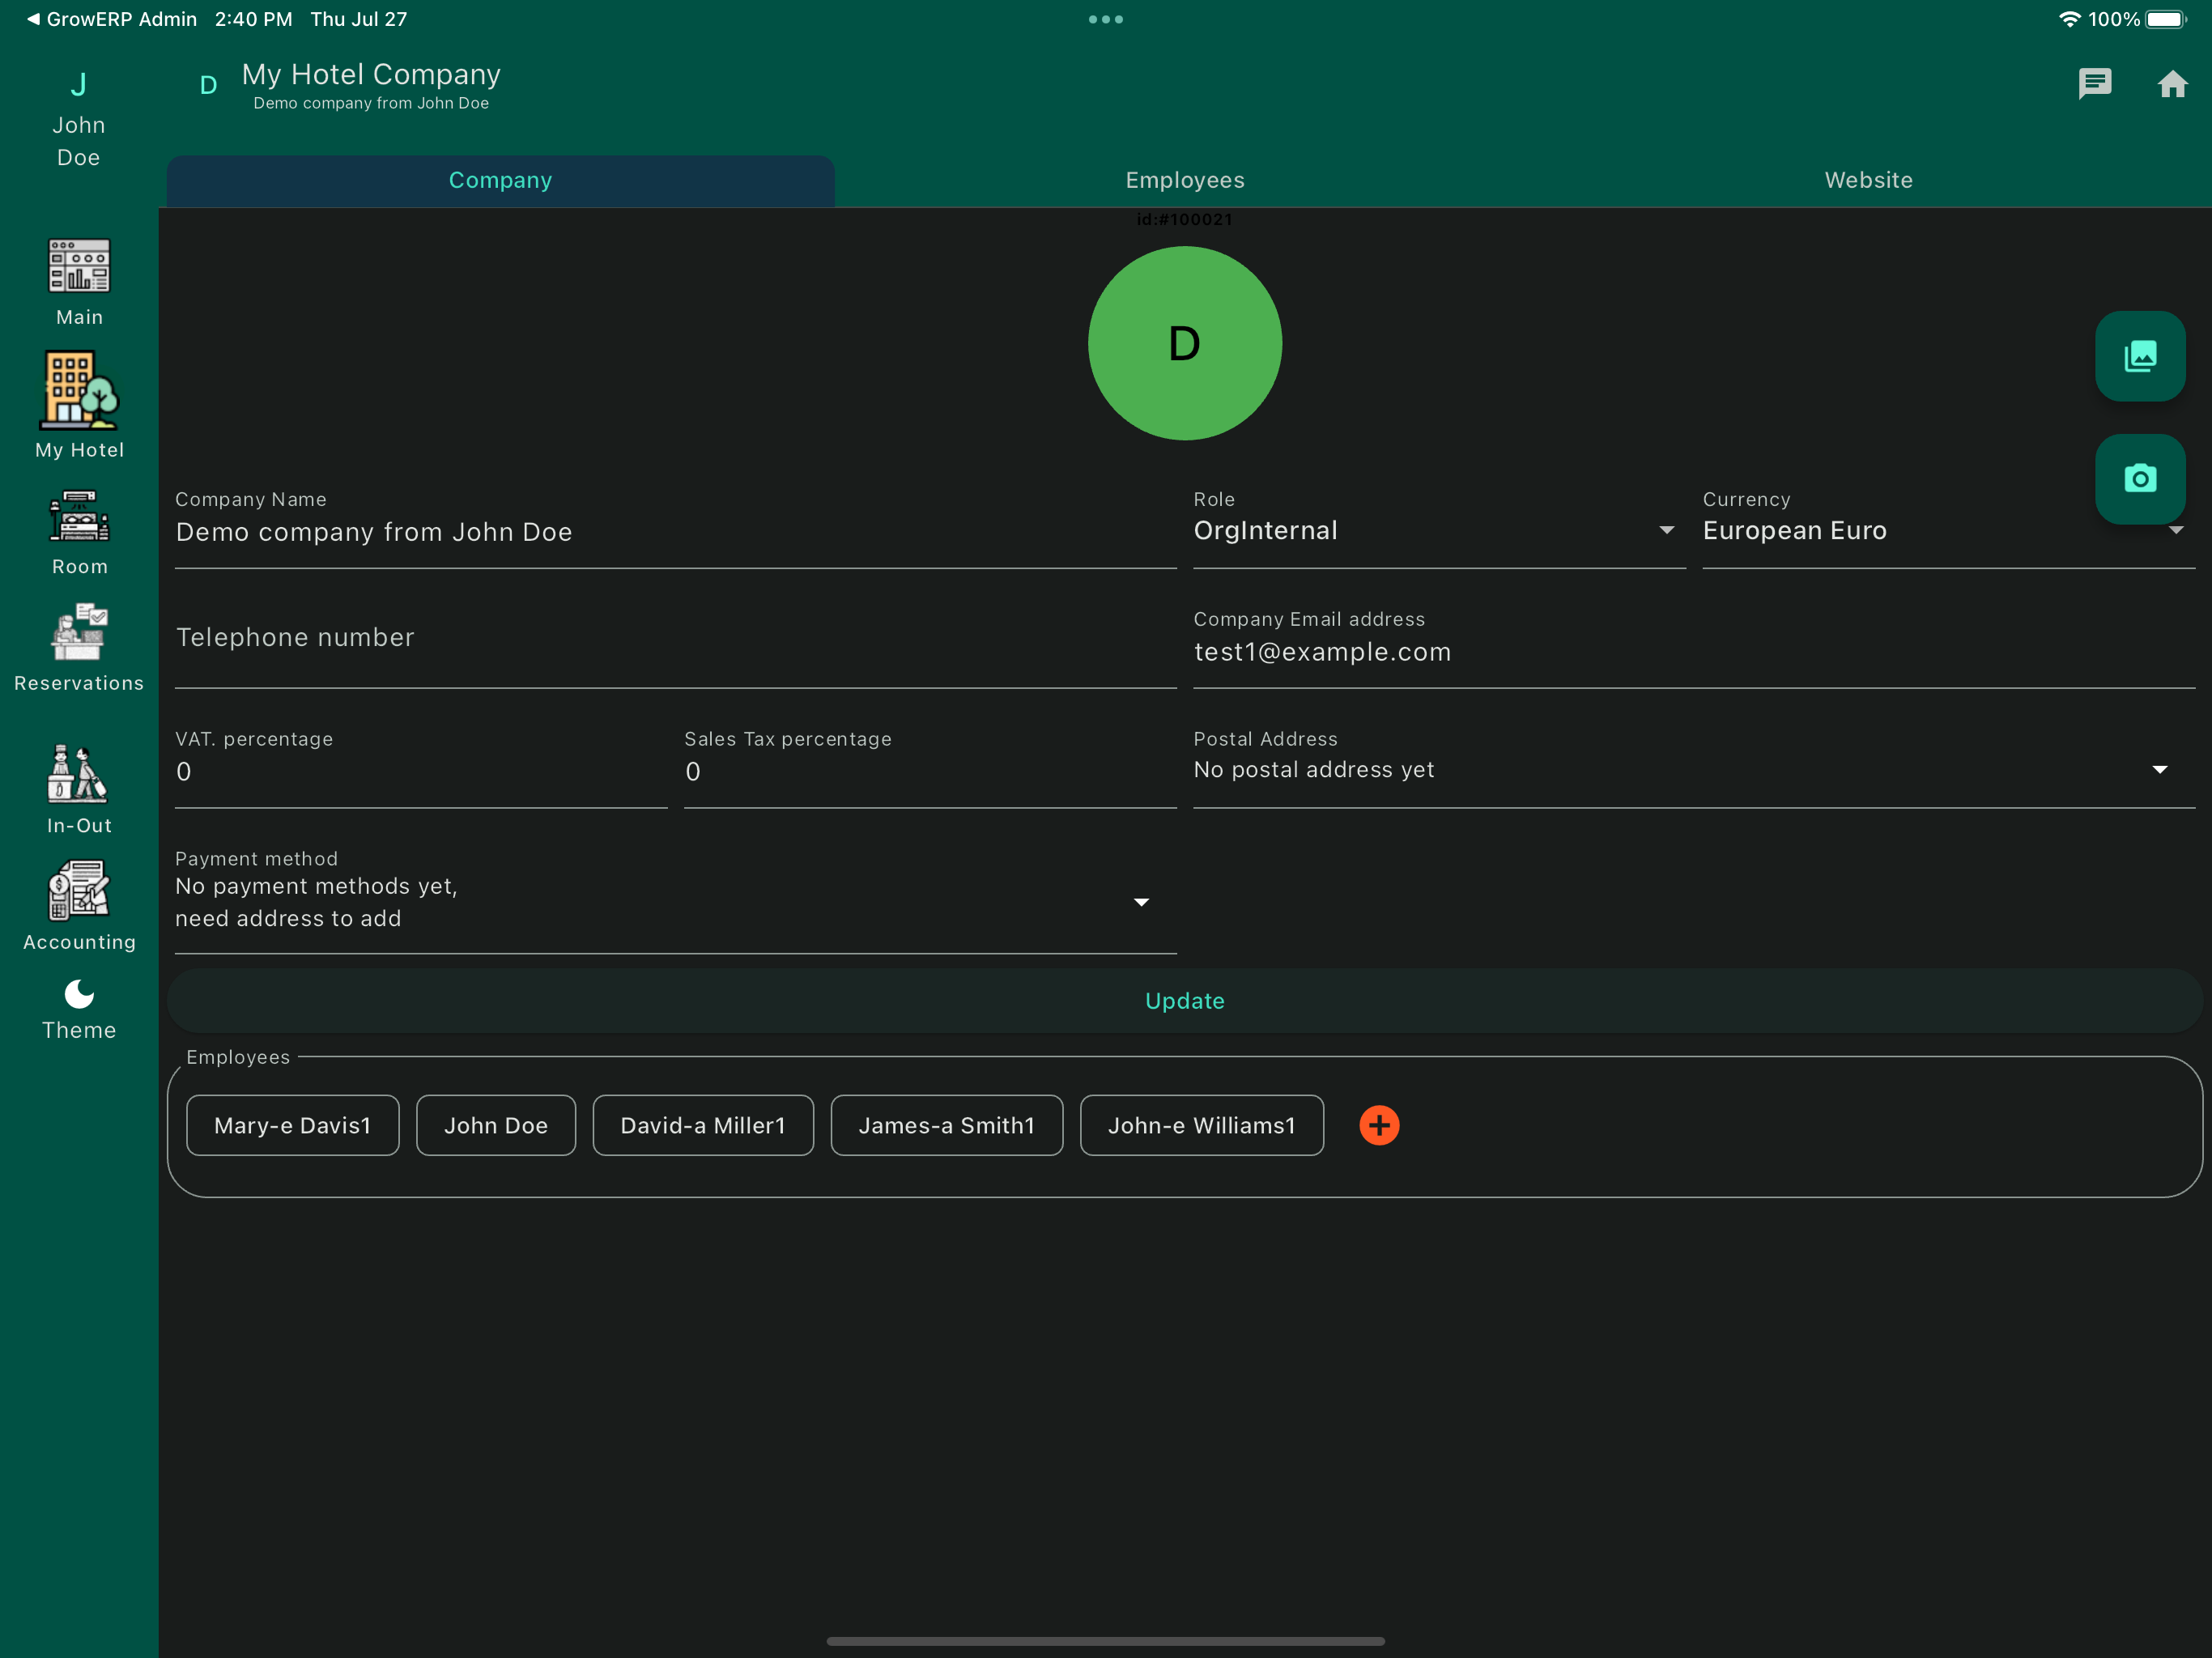 GrowERP Admin 2:40 PM Thu Jul 27
100%
J
John
Doe
D
My Hotel Company
Demo company from John Doe
Company
Employees
Website
Main
My Hotel
Room
Reservations
In-Out
Accounting
Theme
id:#100021
D
Company Name
Demo company from John Doe
Role
OrgInternal
Currency
European Euro
Telephone number
Company Email address
test1@example.com
VAT. percentage
0
Sales Tax percentage
0
Postal Address
No postal address yet
Payment method
No payment methods yet,
need address to add
Update
Employees
Mary-e Davis1
John Doe
David-a Miller1
James-a Smith1
John-e Williams1